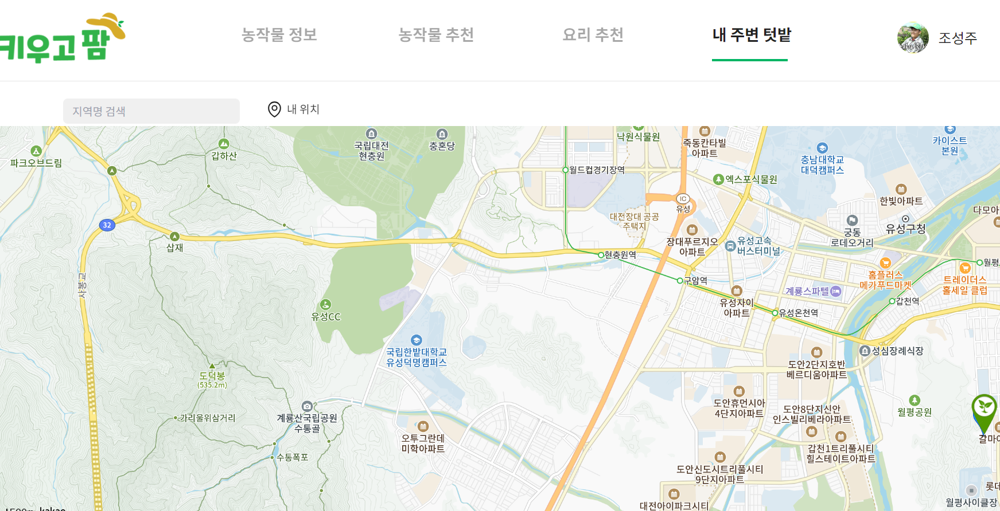 키우고 팜
농작물 정보
농작물 추천
요리 추천
내 주변 텃밭
조성주
지역명 검색
내 위치
파크오브드림
갑하산
국립대전
현충원
충혼당
낙원식물원
죽동칸타빌
아파트
충남대학교
대덕캠퍼스
카이스트
본원
월드컵경기장역
엑스포식물원
IC
유성
한빛아파트
다모아
32
대전장대 공공
주택지
궁동
로데오거리
유성구청
삽재
장대푸르지오
아파트
유성고속
버스터미널
현충원역
월평
사봉교
구암역
계룡스파텔
홈플러스
메가푸드마켓
트레이더스
홀세일 클럽
유성CC
유성자이
아파트
유성온천역
갑천역
국립한밭대학교
유성덕명캠퍼스
성심장례식장
도덕봉
(535.2m)
도안2단지호반
베르디움아파트
가리울위삼거리
계룡산국립공원
수통골
도안휴먼시아
4단지아파트
도안8단지신안
인스빌리베라아파트
월평공원
오투그란데
미학아파트
갈마
수통폭포
갑천1트리풀시티
힐스테이트아파트
도안신도시트리풀시티
9단지아파트
롯데
월평사이클장
대전아이파크시티
kakao